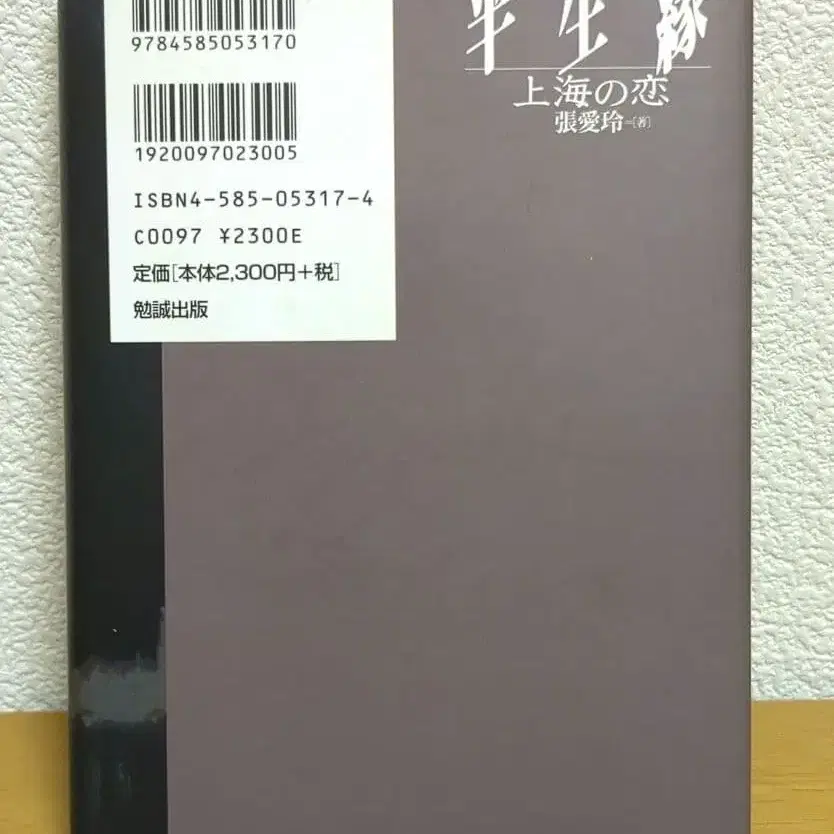 9784585053170
1920097023005
ISBN4-585-05317-4
C0097 ¥2300E
定価[本体2,300円+税]
勉誠出版
半生縁
上海の恋
張愛玲=[著]